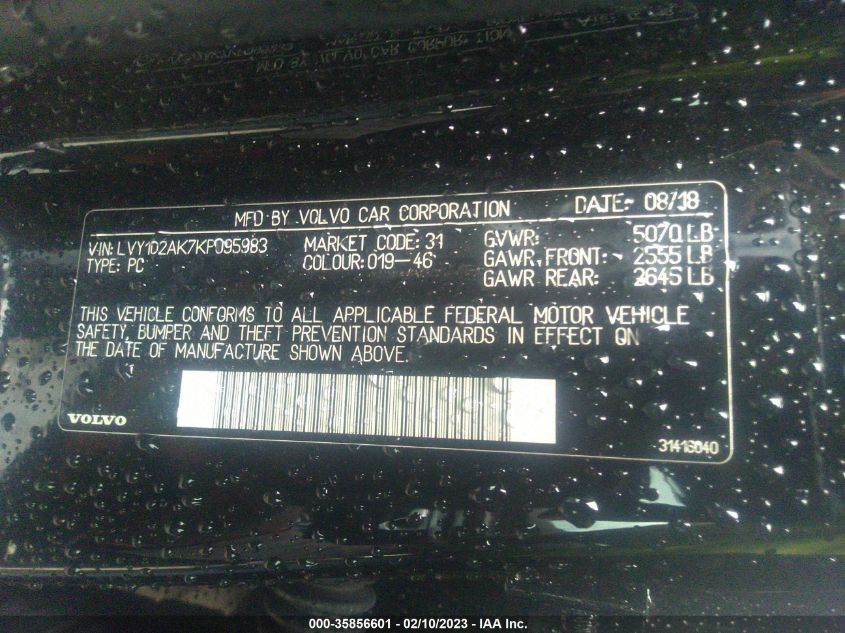 MFD BY VOLVO CAR CORPORATION DATE: 08/18
VIN: LVY1D2AK7KP095983 MARKET CODE: 31 GVWR: 5070 LB
TYPE: PC COLOUR: 019-46 GAWR FRONT: 2555 LB
GAWR REAR: 2645 LB
THIS VEHICLE CONFORMS TO ALL APPLICABLE FEDERAL MOTOR VEHICLE
SAFETY, BUMPER AND THEFT PREVENTION STANDARDS IN EFFECT ON
THE DATE OF MANUFACTURE SHOWN ABOVE.
VOLVO
000-35856601 - 02/10/2023 - IAA Inc.